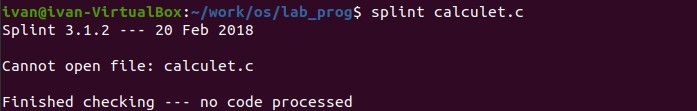 ivan@ivan-VirtualBox:~/work/os/lab_prog$ splint calculet.c
Splint 3.1.2 --- 20 Feb 2018
Cannot open file: calculet.c
Finished checking --- no code processed